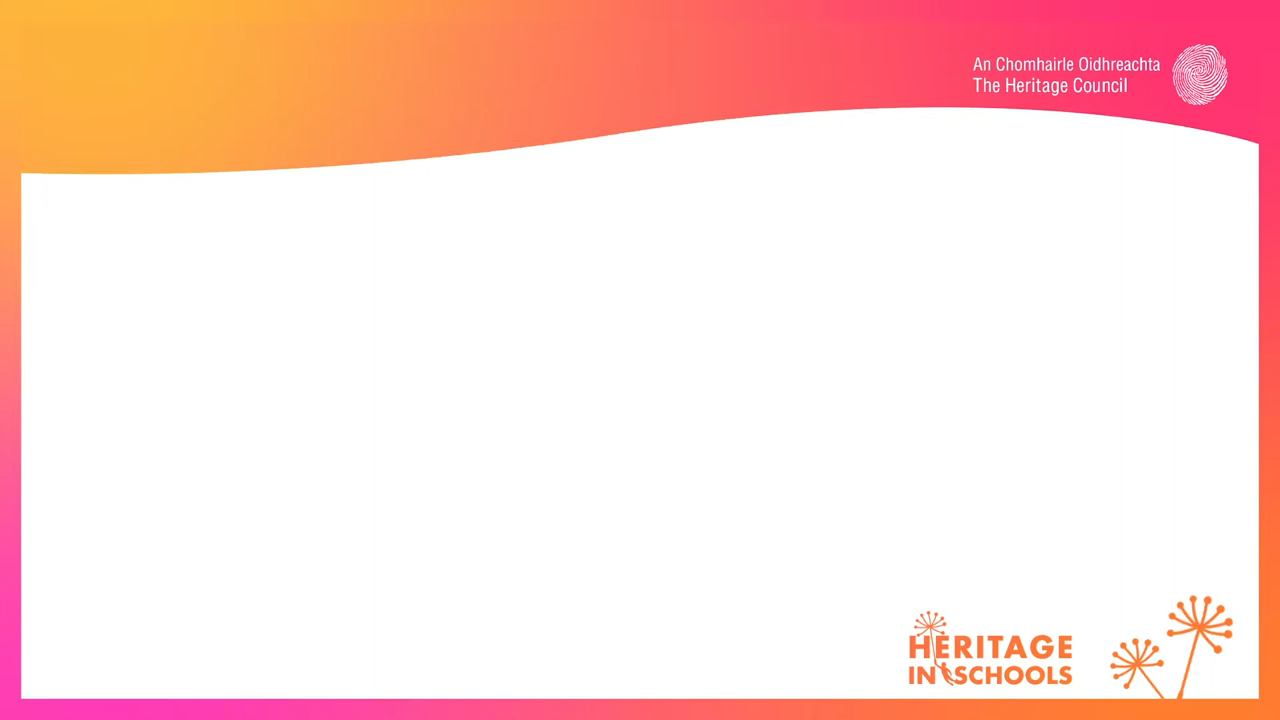 An Chomhairle Oidhreachta
The Heritage Council
HERITAGE
IN SCHOOLS